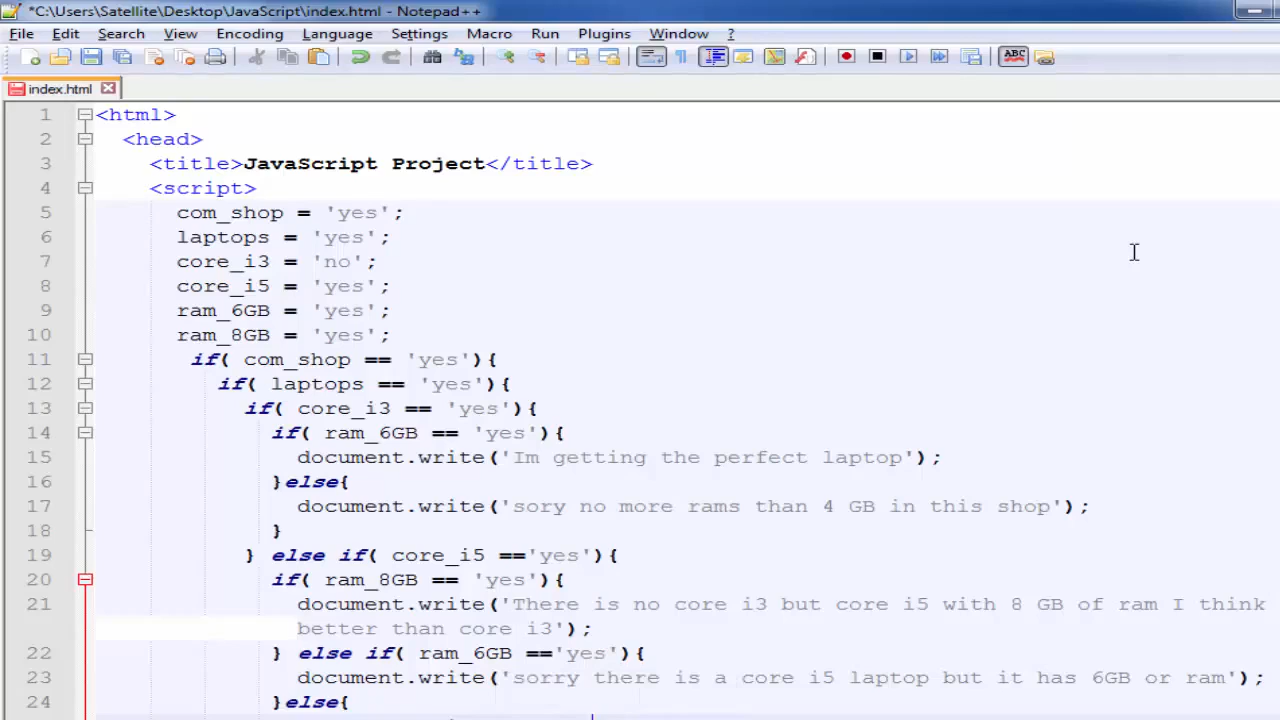 *C:\Users\Satellite\Desktop\JavaScript\index.html - Notepad++
File Edit Search View Encoding Language Settings Macro Run Plugins Window ?
ABC
index.html
1 <html>
2 <head>
3 <title>JavaScript Project</title>
4 <script>
5 com_shop = 'yes';
6 laptops = 'yes';
7 core_i3 = 'no';
8 core_i5 = 'yes';
9 ram_6GB = 'yes';
10 ram_8GB = 'yes';
11 if( com_shop == 'yes'){
12 if( laptops == 'yes'){
13 if( core_i3 == 'yes'){
14 if( ram_6GB == 'yes'){
15 document.write('Im getting the perfect laptop');
16 }else{
17 document.write('sory no more rams than 4 GB in this shop');
18 }
19 } else if( core_i5 =='yes'){
20 if( ram_8GB == 'yes'){
21 document.write('There is no core i3 but core i5 with 8 GB of ram I think
better than core i3');
22 } else if( ram_6GB =='yes'){
23 document.write('sorry there is a core i5 laptop but it has 6GB or ram');
24 }else{